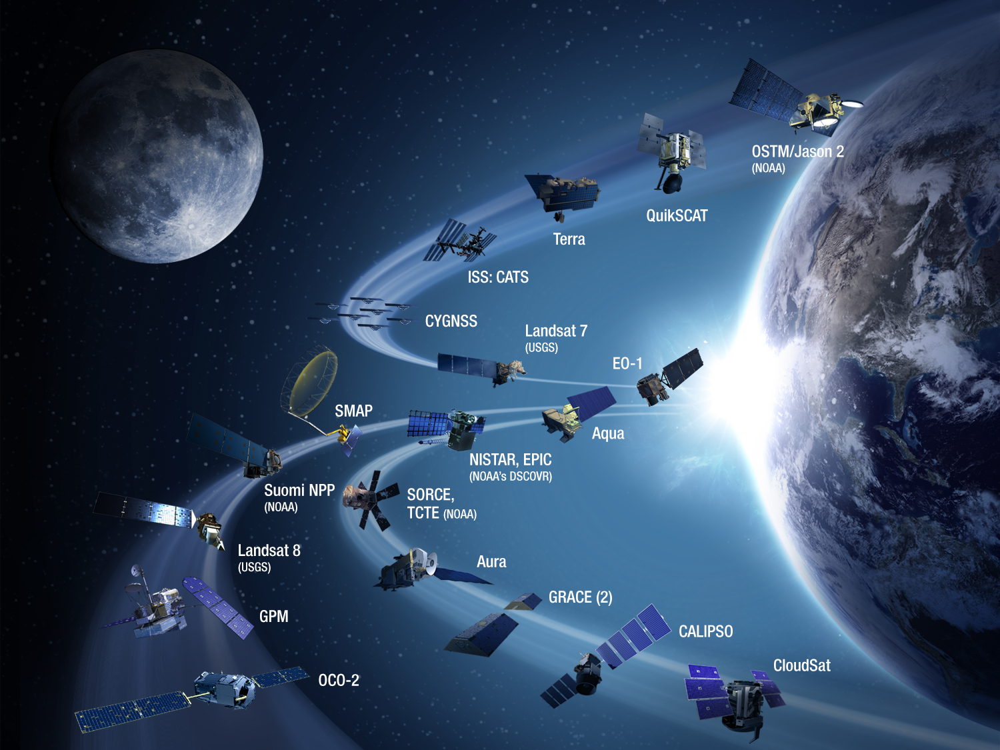 OSTM/Jason 2
(NOAA)
QuikSCAT
Terra
ISS: CATS
CYGNSS
Landsat 7
(USGS)
EO-1
SMAP
Aqua
NISTAR, EPIC
(NOAA's DSCOVR)
Suomi NPP
(NOAA)
SORCE,
TCTE (NOAA)
Landsat 8
(USGS)
Aura
GRACE (2)
GPM
CALIPSO
CloudSat
OCO-2